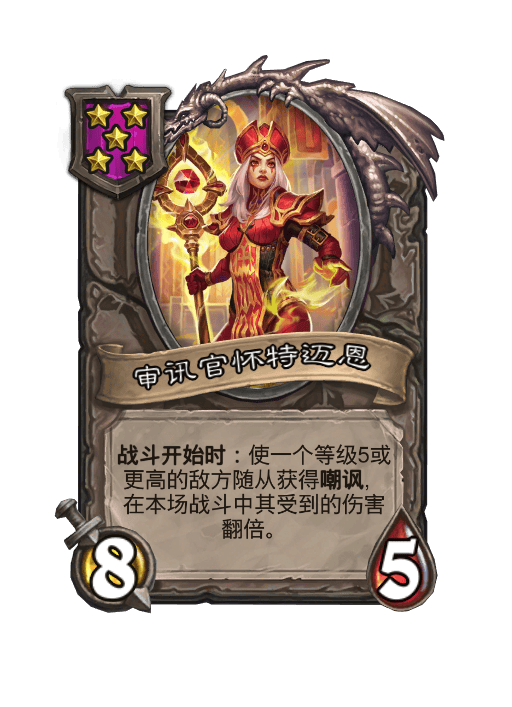 审讯官怀特迈恩
战斗开始时：使一个等级5或
更高的敌方随从获得嘲讽，
在本场战斗中其受到的伤害
翻倍。
8
5